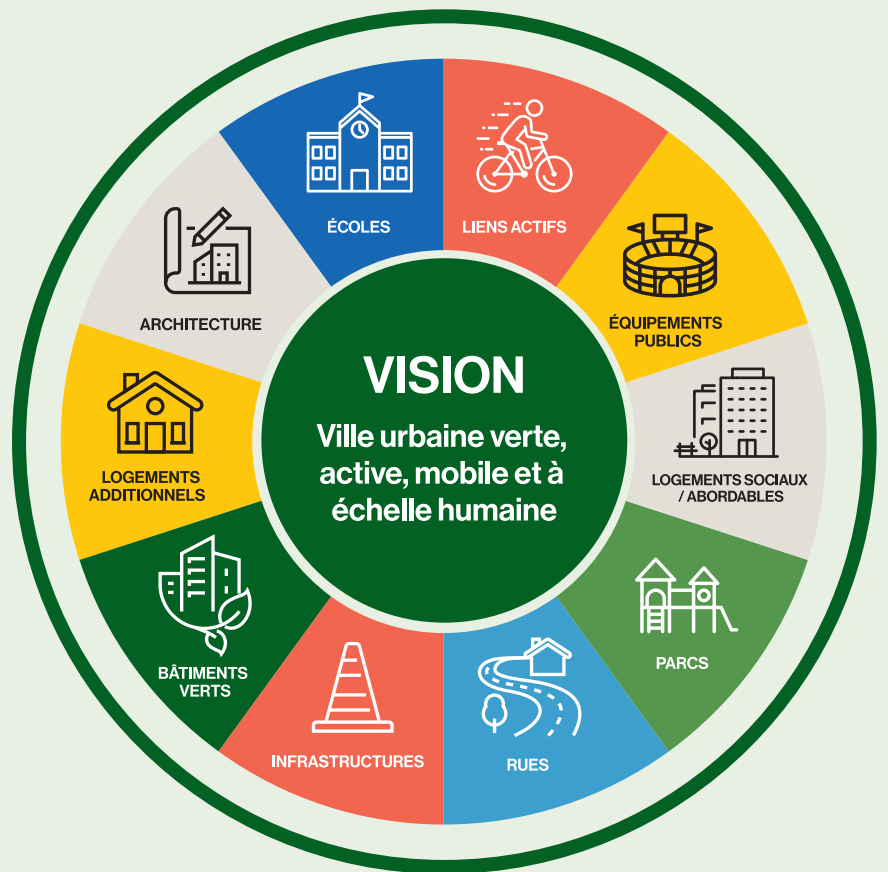 ÉCOLES
LIENS ACTIFS
ÉQUIPEMENTS
PUBLICS
LOGEMENTS SOCIAUX
/ ABORDABLES
PARCS
RUES
INFRASTRUCTURES
BÂTIMENTS
VERTS
LOGEMENTS
ADDITIONNELS
ARCHITECTURE
VISION
Ville urbaine verte,
active, mobile et à
échelle humaine